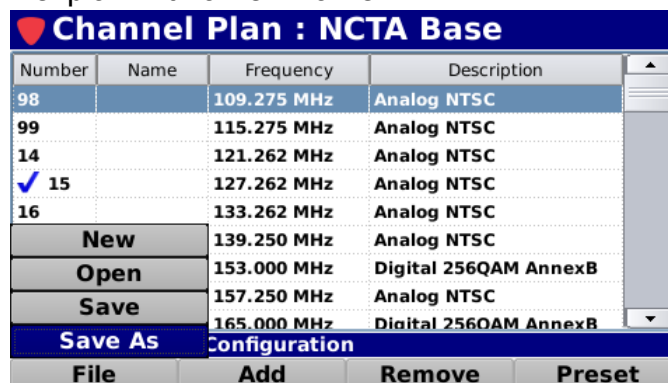 Channel Plan : NCTA Base
Number Name Frequency Description
98 109.275 MHz Analog NTSC
99 115.275 MHz Analog NTSC
14 121.262 MHz Analog NTSC
15 127.262 MHz Analog NTSC
16 133.262 MHz Analog NTSC
New 139.250 MHz Analog NTSC
Open 153.000 MHz Digital 256QAM AnnexB
Save 157.250 MHz Analog NTSC
165.000 MHz Digital 256QAM AnnexB
Save As Configuration
File Add Remove Preset